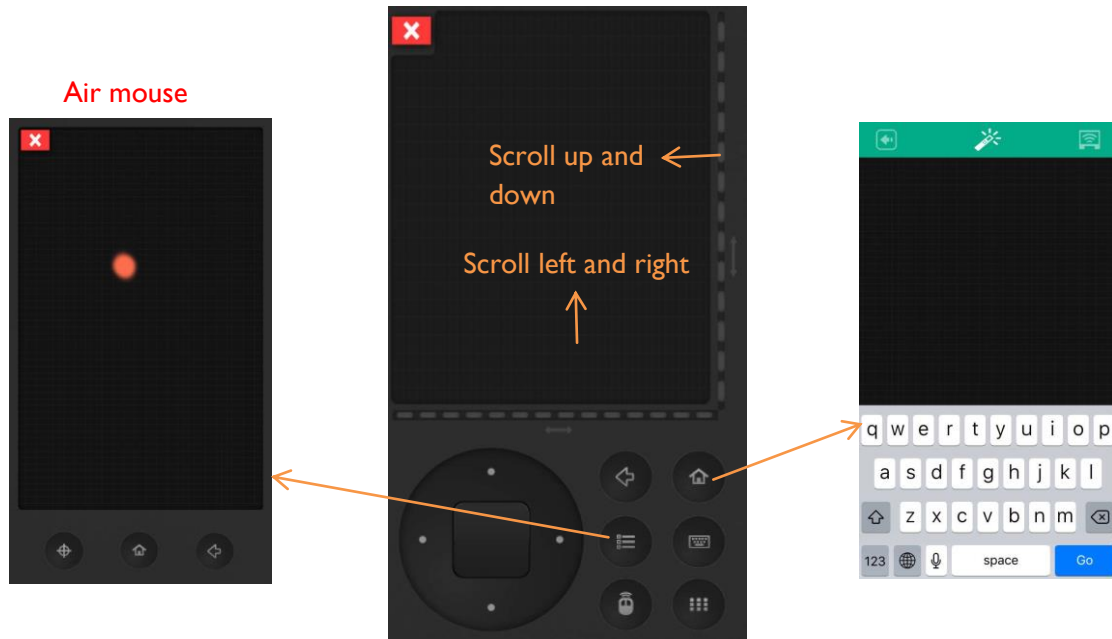 Air mouse
Scroll up and
down
Scroll left and right
q w e r t y u i o p
a s d f g h j k l
z x c v b n m
123 space Go